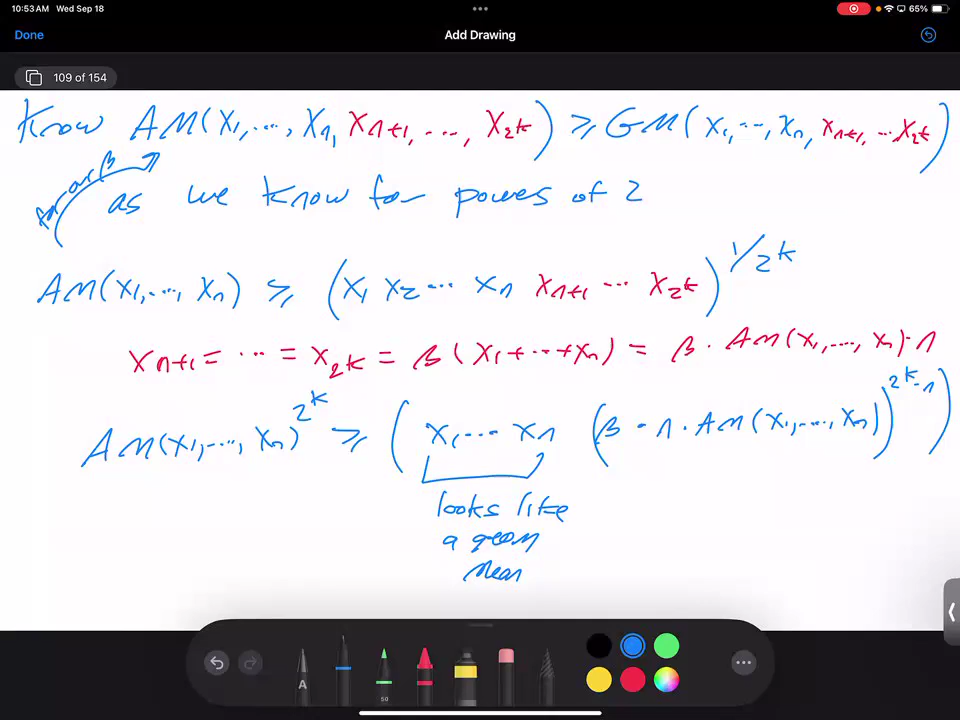 10:53 AM Wed Sep 18
65%
Done
Add Drawing
109 of 154
Know AM(x₁, ..., xₙ, xₙ₊₁, ..., x₂ᵏ) ≥ GM(x₁, ..., xₙ, xₙ₊₁, ... x₂ᵏ)
as we know for powers of 2
AM(x₁, ..., xₙ) ≥ (x₁ x₂ ... xₙ xₙ₊₁ ... x₂ᵏ)^1/2ᵏ
xₙ₊₁ = ... = x₂ᵏ = β(x₁ + ... + xₙ) = β · AM(x₁, ..., xₙ) · n
AM(x₁, ..., xₙ)^2ᵏ ≥ (x₁ ... xₙ (β · n · AM(x₁, ..., xₙ))^2ᵏ-n)
looks like
a geom
mean
A
50